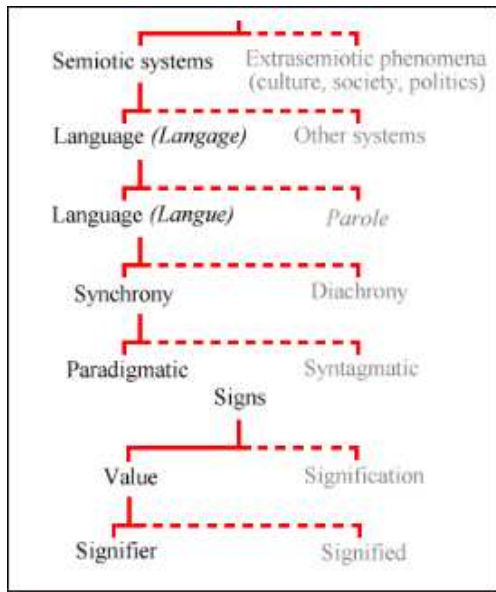 Semiotic systems
Extrasemiotic phenomena
(culture, society, politics)
Language (Langage)
Other systems
Language (Langue)
Parole
Synchrony
Diachrony
Paradigmatic
Syntagmatic
Signs
Value
Signification
Signifier
Signified